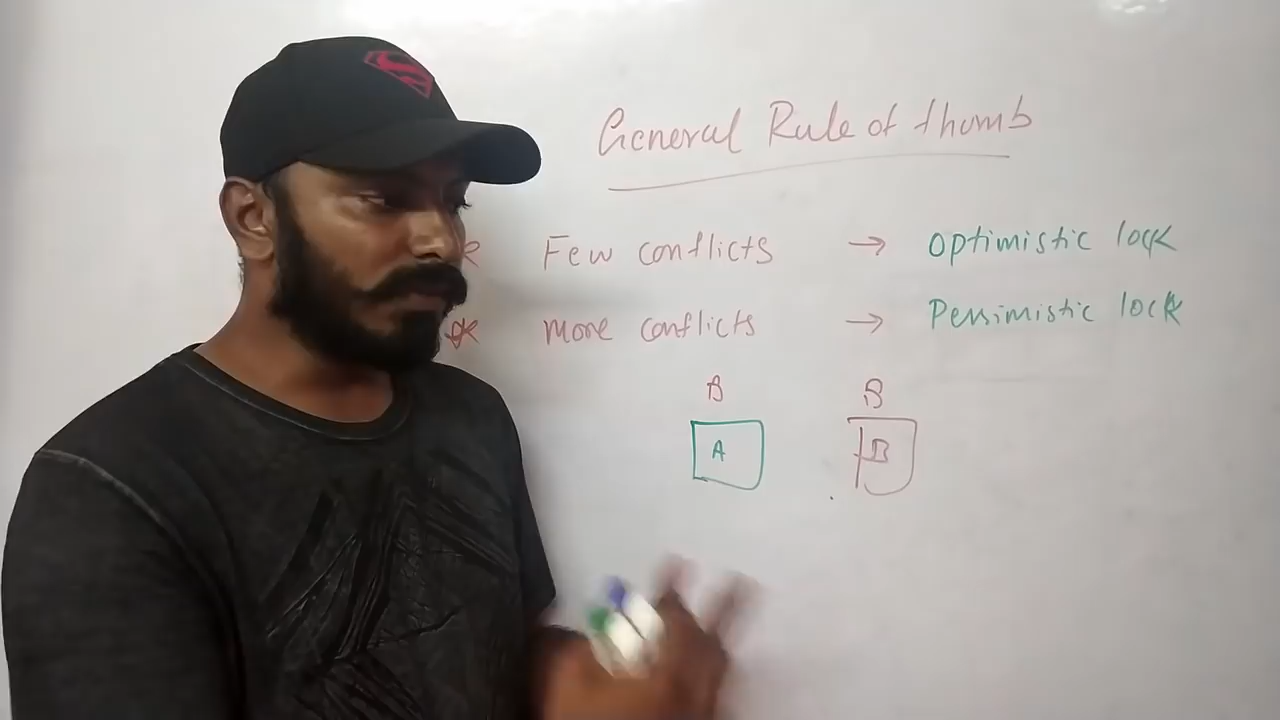 General Rule of thumb
* Few conflicts → Optimistic lock
* More conflicts → Pessimistic lock
B B
A B